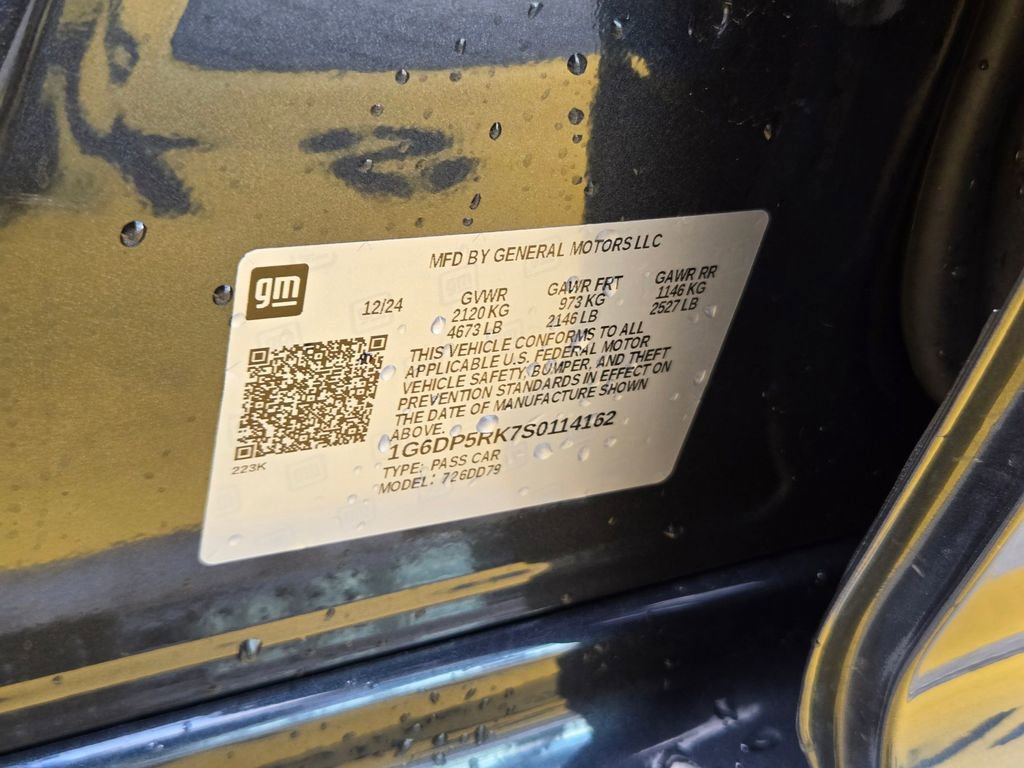 MFD BY GENERAL MOTORS LLC
gm
12/24
GVWR
2120 KG
4673 LB
GAWR FRT
973 KG
2146 LB
GAWR RR
1146 KG
2527 LB
THIS VEHICLE CONFORMS TO ALL
APPLICABLE U.S. FEDERAL MOTOR
VEHICLE SAFETY, BUMPER, AND THEFT
PREVENTION STANDARDS IN EFFECT ON
THE DATE OF MANUFACTURE SHOWN
ABOVE.
1G6DP5RK7S0114162
TYPE: PASS CAR
MODEL: 726DD79
223K